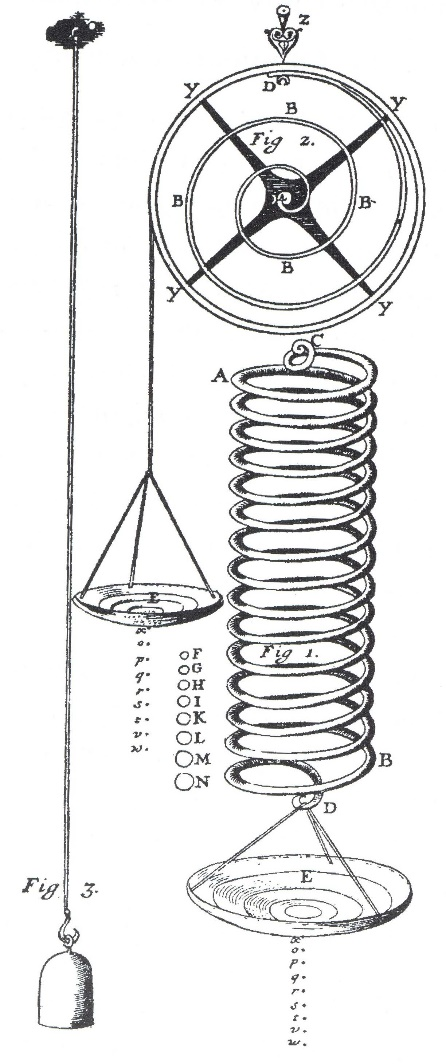 Z
D
Y
Y
B
Fig 2.
B
A
B
B
Y
Y
C
A
E
o.
p.
q.
r.
s.
t.
v.
w.
F
G
H
I
K
L
M
N
Fig 1.
B
D
E
Fig 3.
o.
p.
q.
r.
s.
t.
v.
w.